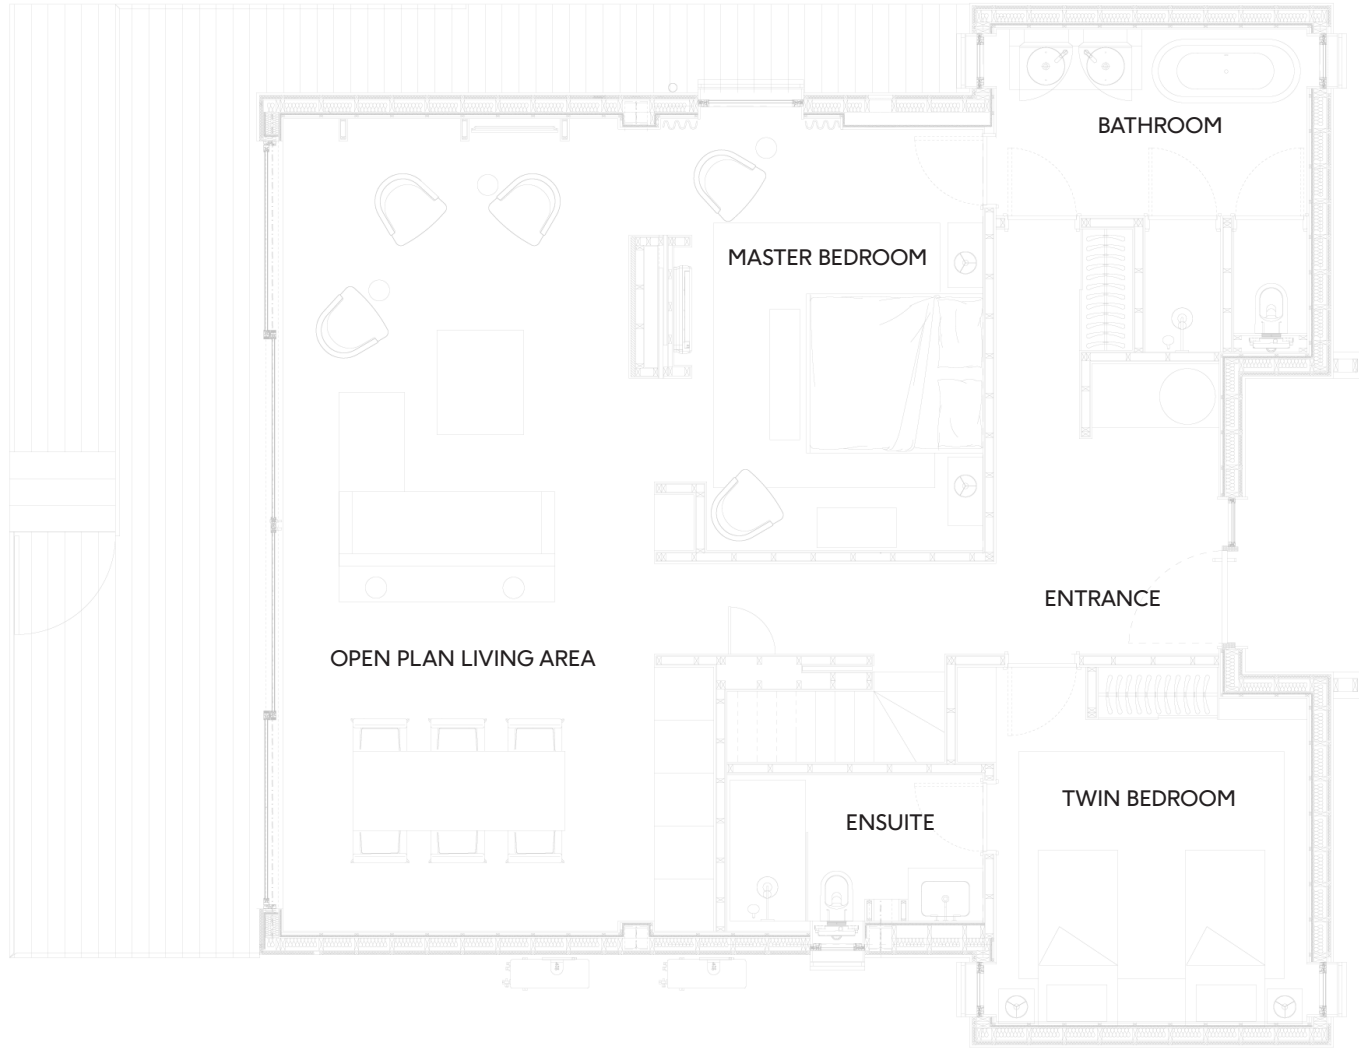 BATHROOM
MASTER BEDROOM
ENTRANCE
OPEN PLAN LIVING AREA
TWIN BEDROOM
ENSUITE